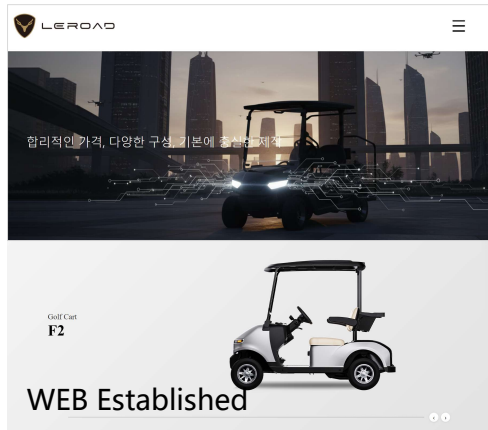 LEROAD
합리적인 가격, 다양한 구성, 기본에 충실한 제작
Golf Cart
F2
WEB Established